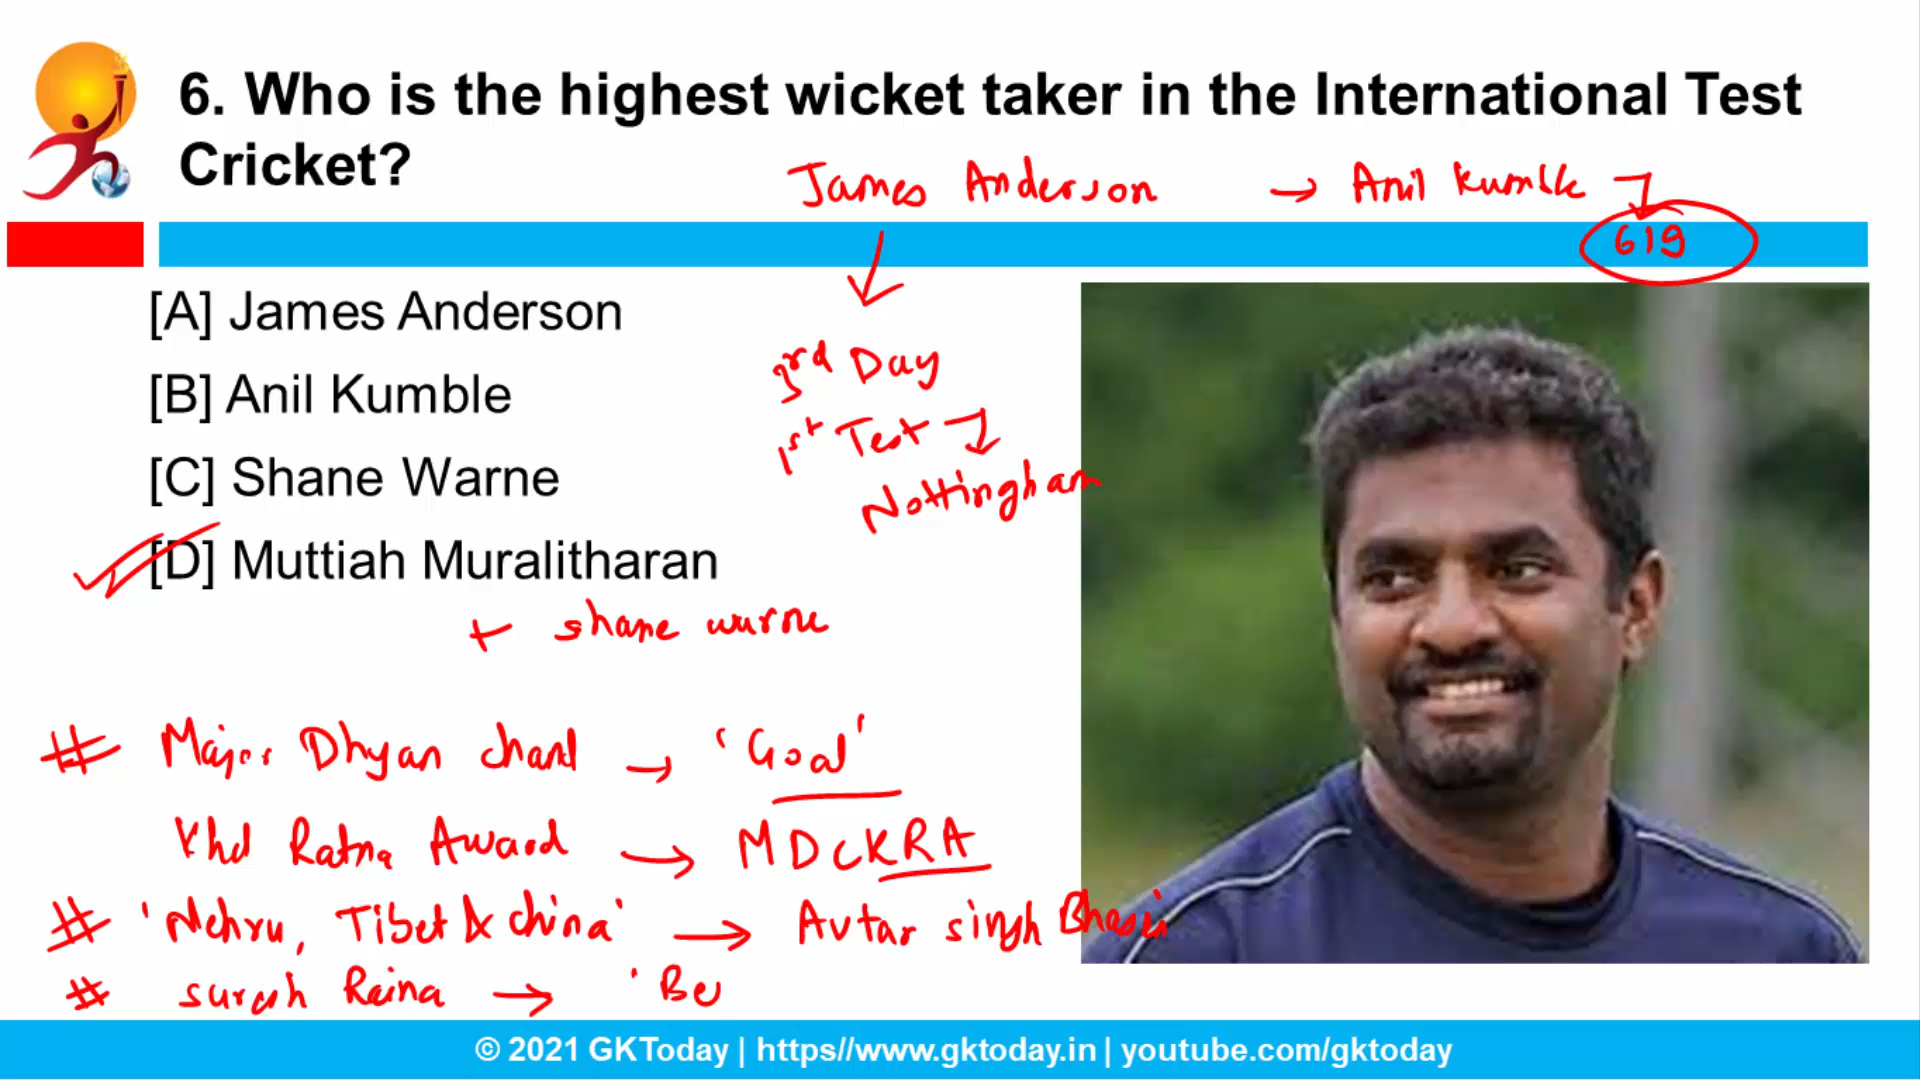 6. Who is the highest wicket taker in the International Test
Cricket?
James Anderson → Anil Kumble
619
[A] James Anderson
3rd Day
[B] Anil Kumble
1st Test
[C] Shane Warne
Nottingham
[D] Muttiah Muralitharan
+ shane warne
# Major Dhyan chand → 'Goal'
Khel Ratna Award → MDCKRA
# 'Nehru, Tibet & China' → Avtar singh Bhasin
# suresh Raina → 'Be
© 2021 GKToday | https//www.gktoday.in | youtube.com/gktoday